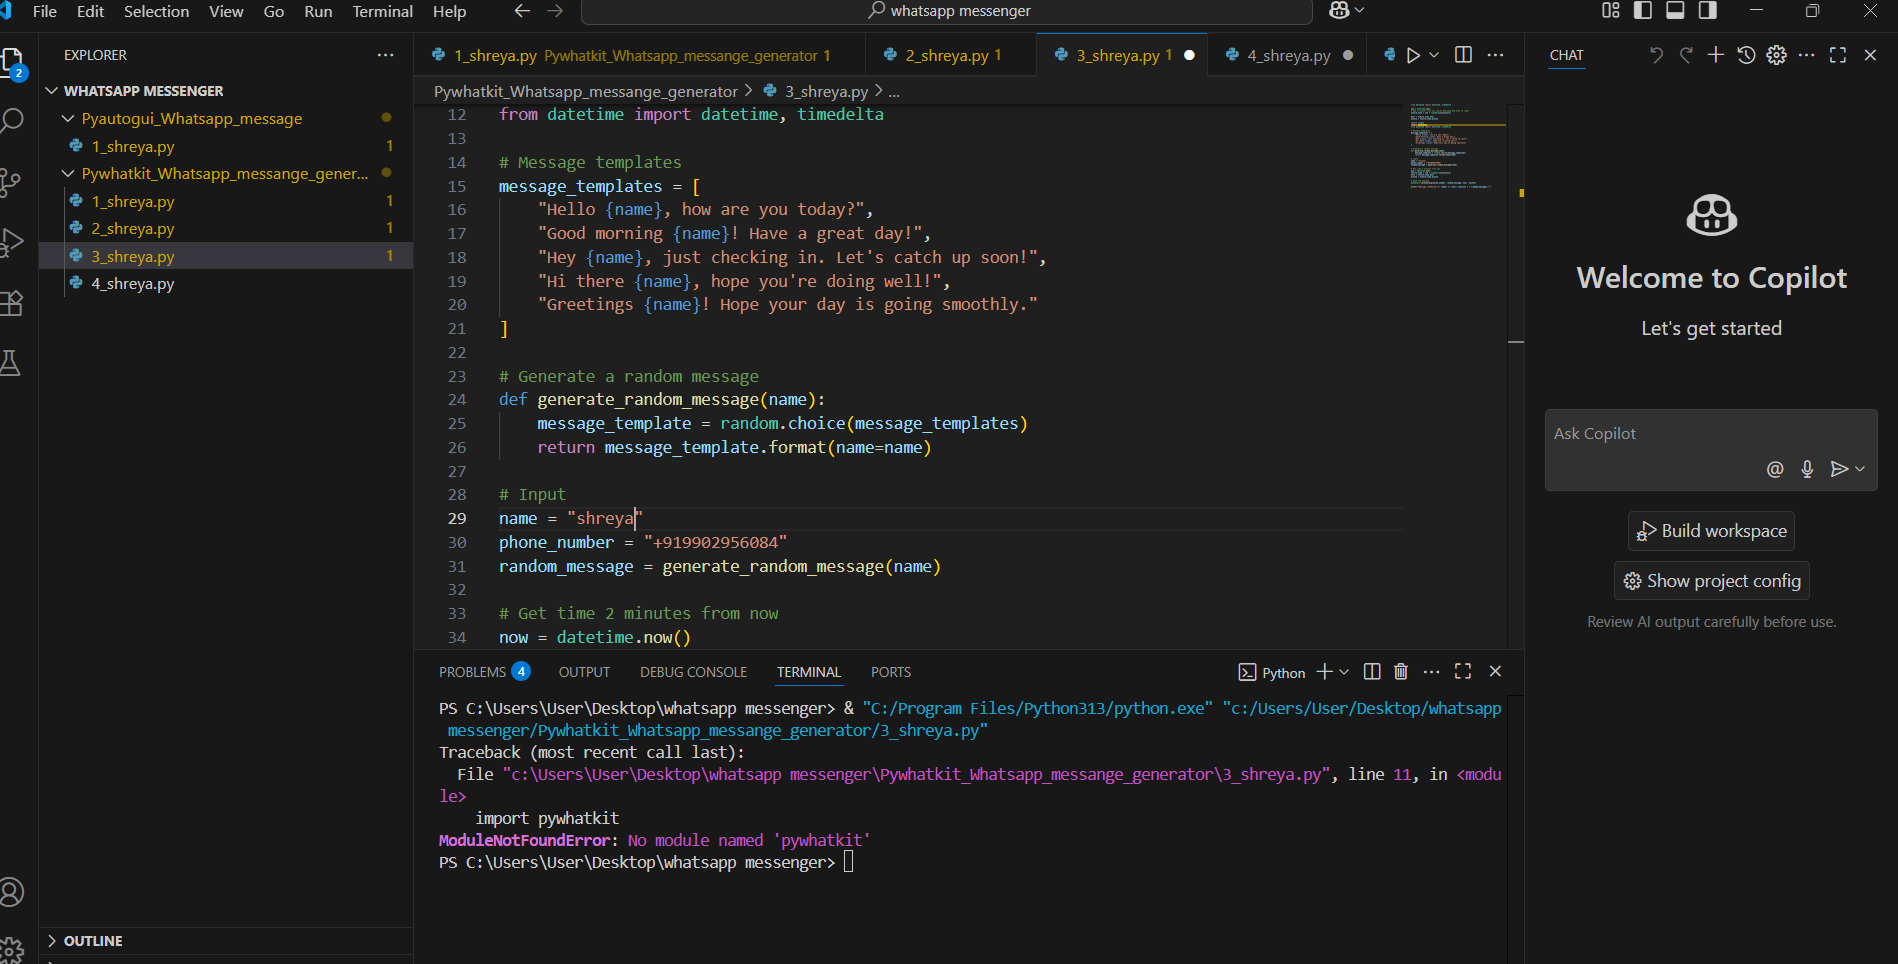 File Edit Selection View Go Run Terminal Help
whatsapp messenger
EXPLORER
WHATSAPP MESSENGER
Pyautogui_Whatsapp_message
1_shreya.py 1
Pywhatkit_Whatsapp_messange_gener...
1_shreya.py 1
2_shreya.py 1
3_shreya.py 1
4_shreya.py
OUTLINE
2
1_shreya.py Pywhatkit_Whatsapp_messange_generator 1
2_shreya.py 1
3_shreya.py 1
4_shreya.py
Pywhatkit_Whatsapp_messange_generator > 3_shreya.py > ...
12 from datetime import datetime, timedelta
13
14 # Message templates
15 message_templates = [
16 "Hello {name}, how are you today?",
17 "Good morning {name}! Have a great day!",
18 "Hey {name}, just checking in. Let's catch up soon!",
19 "Hi there {name}, hope you're doing well!",
20 "Greetings {name}! Hope your day is going smoothly."
21 ]
22
23 # Generate a random message
24 def generate_random_message(name):
25 message_template = random.choice(message_templates)
26 return message_template.format(name=name)
27
28 # Input
29 name = "shreya"
30 phone_number = "+919902956084"
31 random_message = generate_random_message(name)
32
33 # Get time 2 minutes from now
34 now = datetime.now()
PROBLEMS 4 OUTPUT DEBUG CONSOLE TERMINAL PORTS
Python
PS C:\Users\User\Desktop\whatsapp messenger> & "C:/Program Files/Python313/python.exe" "c:/Users/User/Desktop/whatsapp
messenger/Pywhatkit_Whatsapp_messange_generator/3_shreya.py"
Traceback (most recent call last):
File "c:\Users\User\Desktop\whatsapp messenger\Pywhatkit_Whatsapp_messange_generator\3_shreya.py", line 11, in <modu
le>
import pywhatkit
ModuleNotFoundError: No module named 'pywhatkit'
PS C:\Users\User\Desktop\whatsapp messenger>
CHAT
Welcome to Copilot
Let's get started
Ask Copilot
Build workspace
Show project config
Review AI output carefully before use.